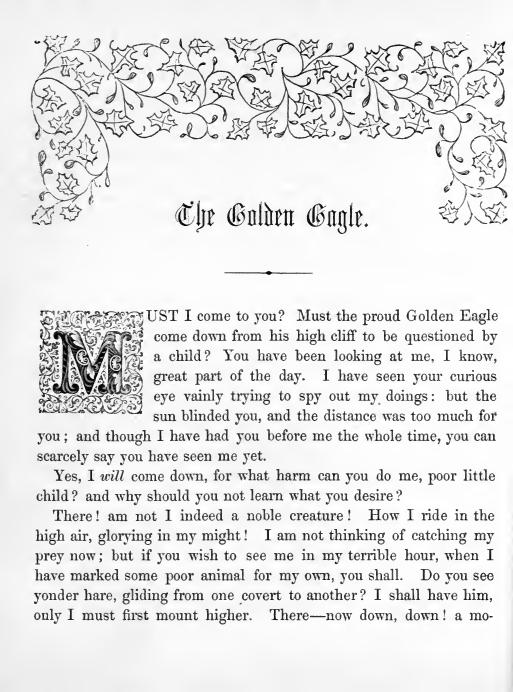 The Golden Eagle.
MUST I come to you? Must the proud Golden Eagle
come down from his high cliff to be questioned by
a child? You have been looking at me, I know,
great part of the day. I have seen your curious
eye vainly trying to spy out my doings: but the
sun blinded you, and the distance was too much for
you; and though I have had you before me the whole time, you can
scarcely say you have seen me yet.
Yes, I will come down, for what harm can you do me, poor little
child? and why should you not learn what you desire?
There! am not I indeed a noble creature! How I ride in the
high air, glorying in my might! I am not thinking of catching my
prey now; but if you wish to see me in my terrible hour, when I
have marked some poor animal for my own, you shall. Do you see
yonder hare, gliding from one covert to another? I shall have him,
only I must first mount higher. There—now down, down! a mo-